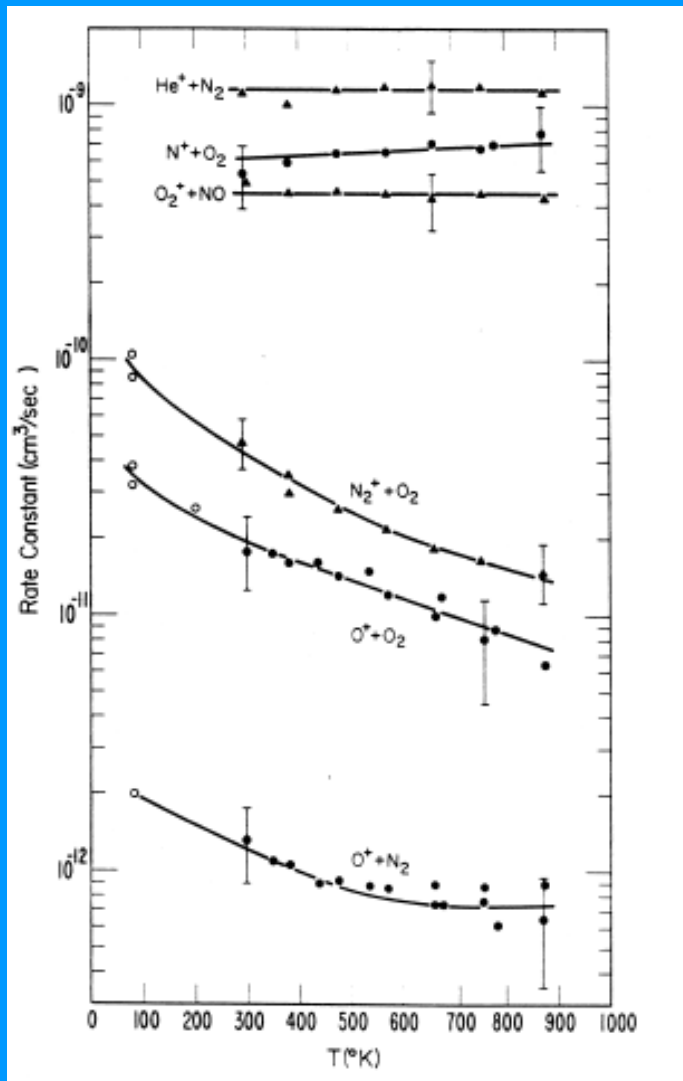 He⁺+N₂
10⁻⁹
N⁺+O₂
O₂⁺+NO
10⁻¹⁰
N₂⁺+O₂
10⁻¹¹
O⁺+O₂
O⁺+N₂
10⁻¹²
Rate Constant (cm³/sec)
0 100 200 300 400 500 600 700 800 900 1000
T(°K)